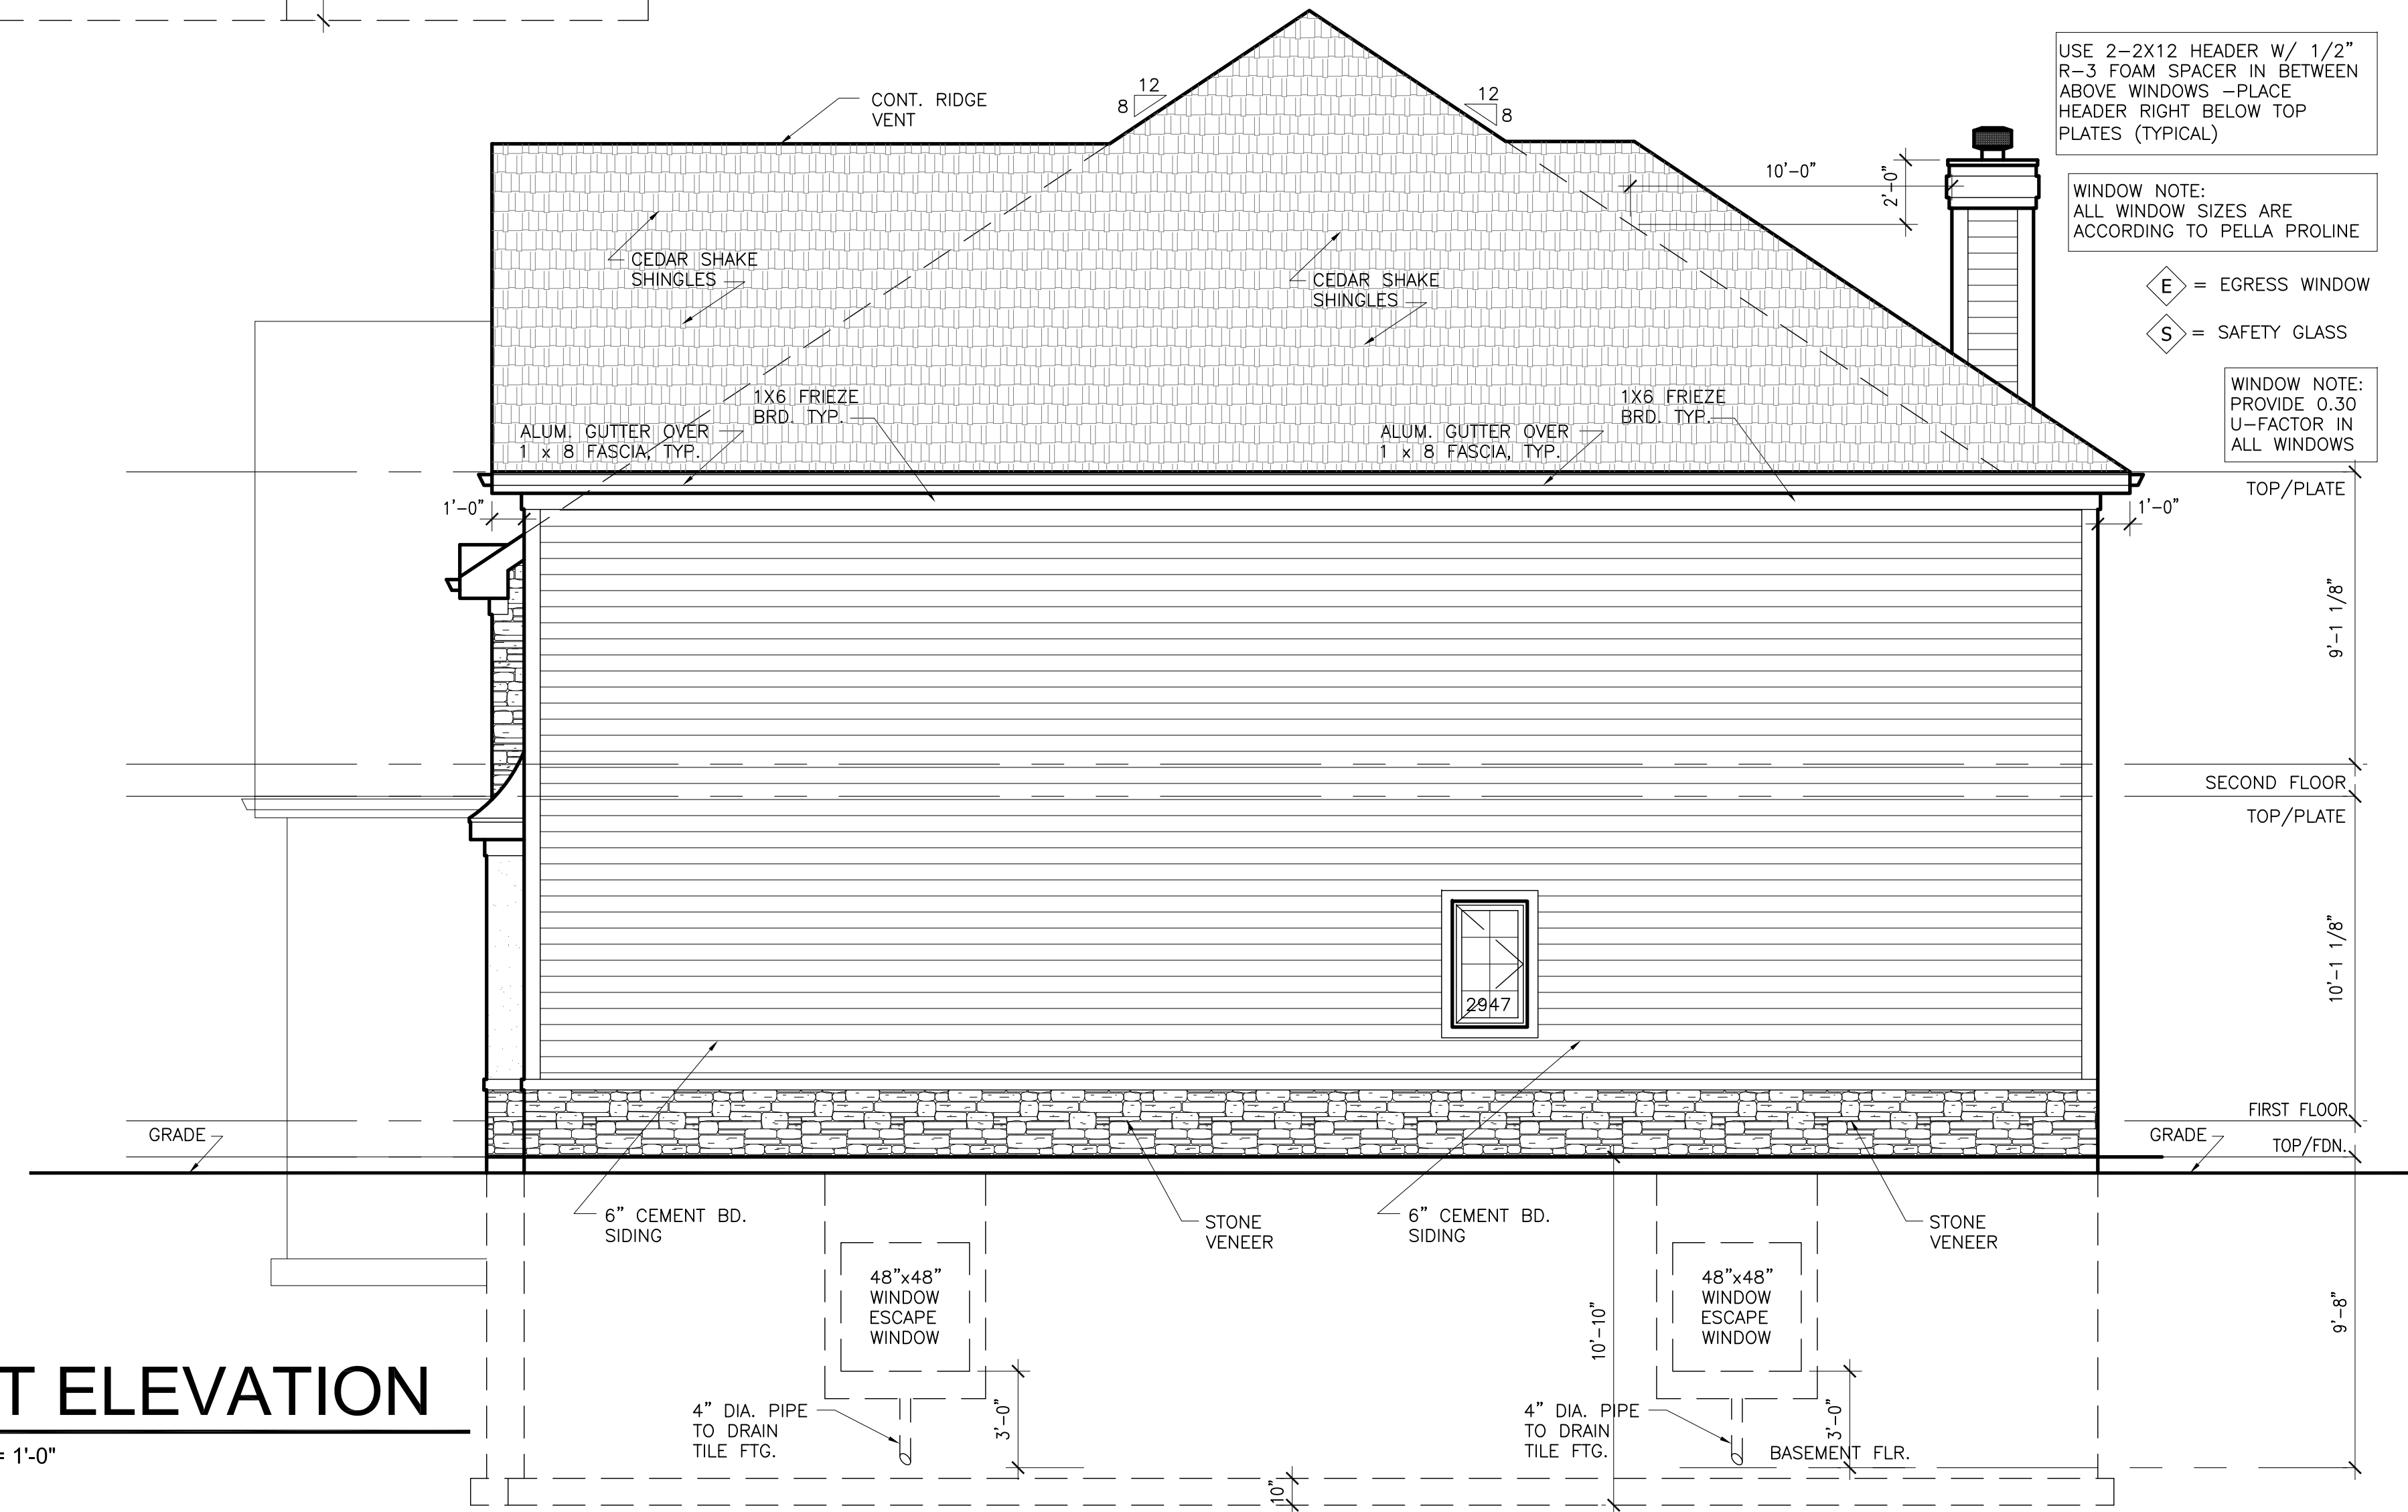 USE 2-2X12 HEADER W/ 1/2"
R-3 FOAM SPACER IN BETWEEN
ABOVE WINDOWS -PLACE
HEADER RIGHT BELOW TOP
PLATES (TYPICAL)
WINDOW NOTE:
ALL WINDOW SIZES ARE
ACCORDING TO PELLA PROLINE
E = EGRESS WINDOW
S = SAFETY GLASS
WINDOW NOTE:
PROVIDE 0.30
U-FACTOR IN
ALL WINDOWS
CONT. RIDGE
VENT
12
8
12
8
10'-0"
2'-0"
CEDAR SHAKE
SHINGLES
CEDAR SHAKE
SHINGLES
1X6 FRIEZE
BRD. TYP.
ALUM. GUTTER OVER
1 x 8 FASCIA, TYP.
1X6 FRIEZE
BRD. TYP.
ALUM. GUTTER OVER
1 x 8 FASCIA, TYP.
1'-0"
1'-0"
TOP/PLATE
9'-1 1/8"
SECOND FLOOR
TOP/PLATE
10'-1 1/8"
2947
FIRST FLOOR
GRADE
GRADE
TOP/FDN.
6" CEMENT BD.
SIDING
STONE
VENEER
6" CEMENT BD.
SIDING
STONE
VENEER
48"x48"
WINDOW
ESCAPE
WINDOW
48"x48"
WINDOW
ESCAPE
WINDOW
10'-10"
9'-8"
4" DIA. PIPE
TO DRAIN
TILE FTG.
3'-0"
4" DIA. PIPE
TO DRAIN
TILE FTG.
3'-0"
BASEMENT FLR.
10"
T ELEVATION
= 1'-0"